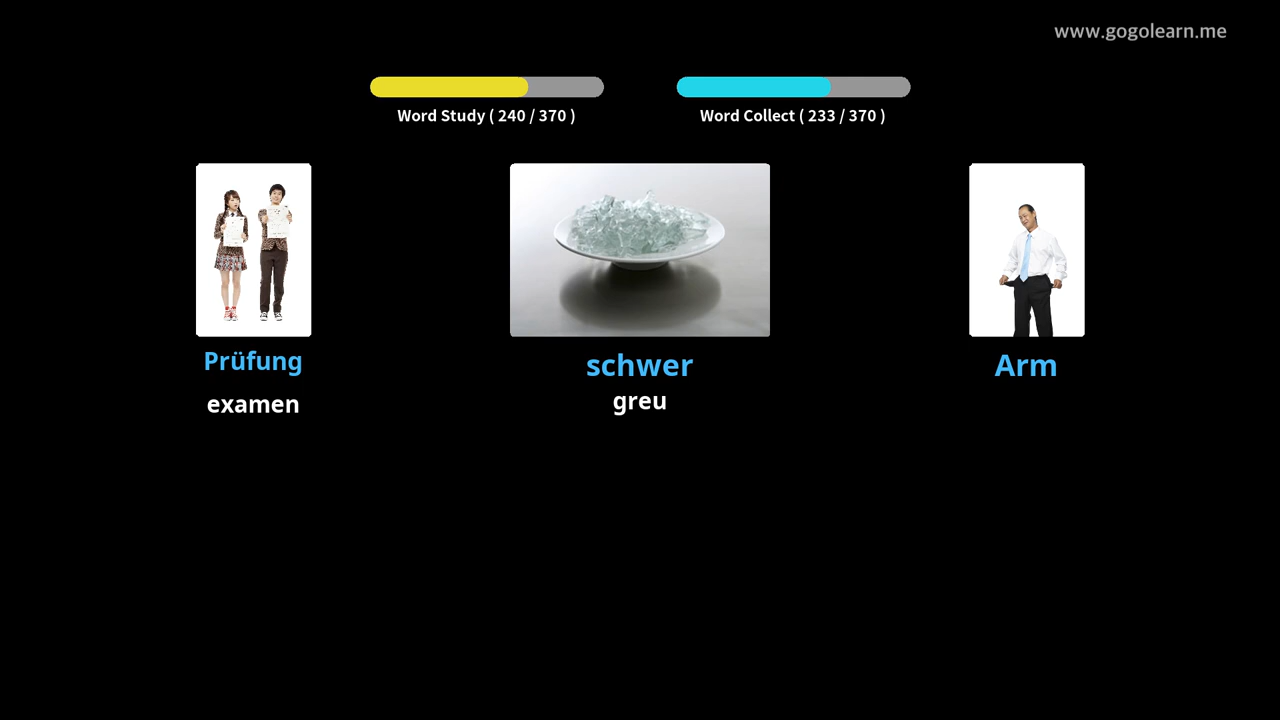 www.gogolearn.me
Word Study ( 240 / 370 )
Word Collect ( 233 / 370 )
Prüfung
examen
schwer
greu
Arm